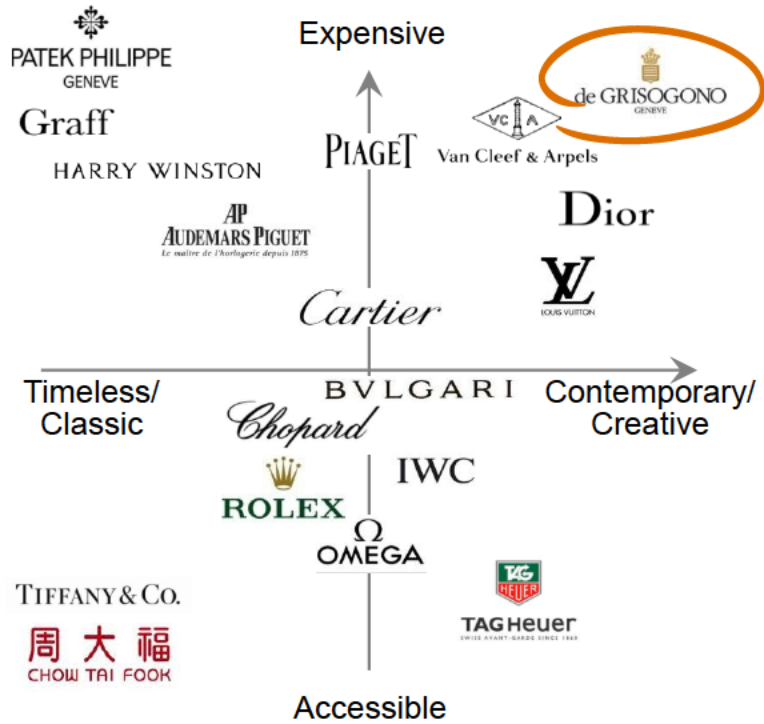 Expensive
PATEK PHILIPPE
GENEVE
de GRISOGONO
GENEVE
Graff
VC A
Van Cleef & Arpels
PIAGET
HARRY WINSTON
Dior
AP
AUDEMARS PIGUET
Le maître de l'horlogerie depuis 1875
LV
LOUIS VUITTON
Cartier
Timeless/
Classic
BVLGARI
Contemporary/
Creative
Chopard
IWC
ROLEX
Ω
OMEGA
TAG
HEUER
TAGHeuer
SWISS AVANT-GARDE SINCE 1860
TIFFANY & CO.
周大福
CHOW TAI FOOK
Accessible